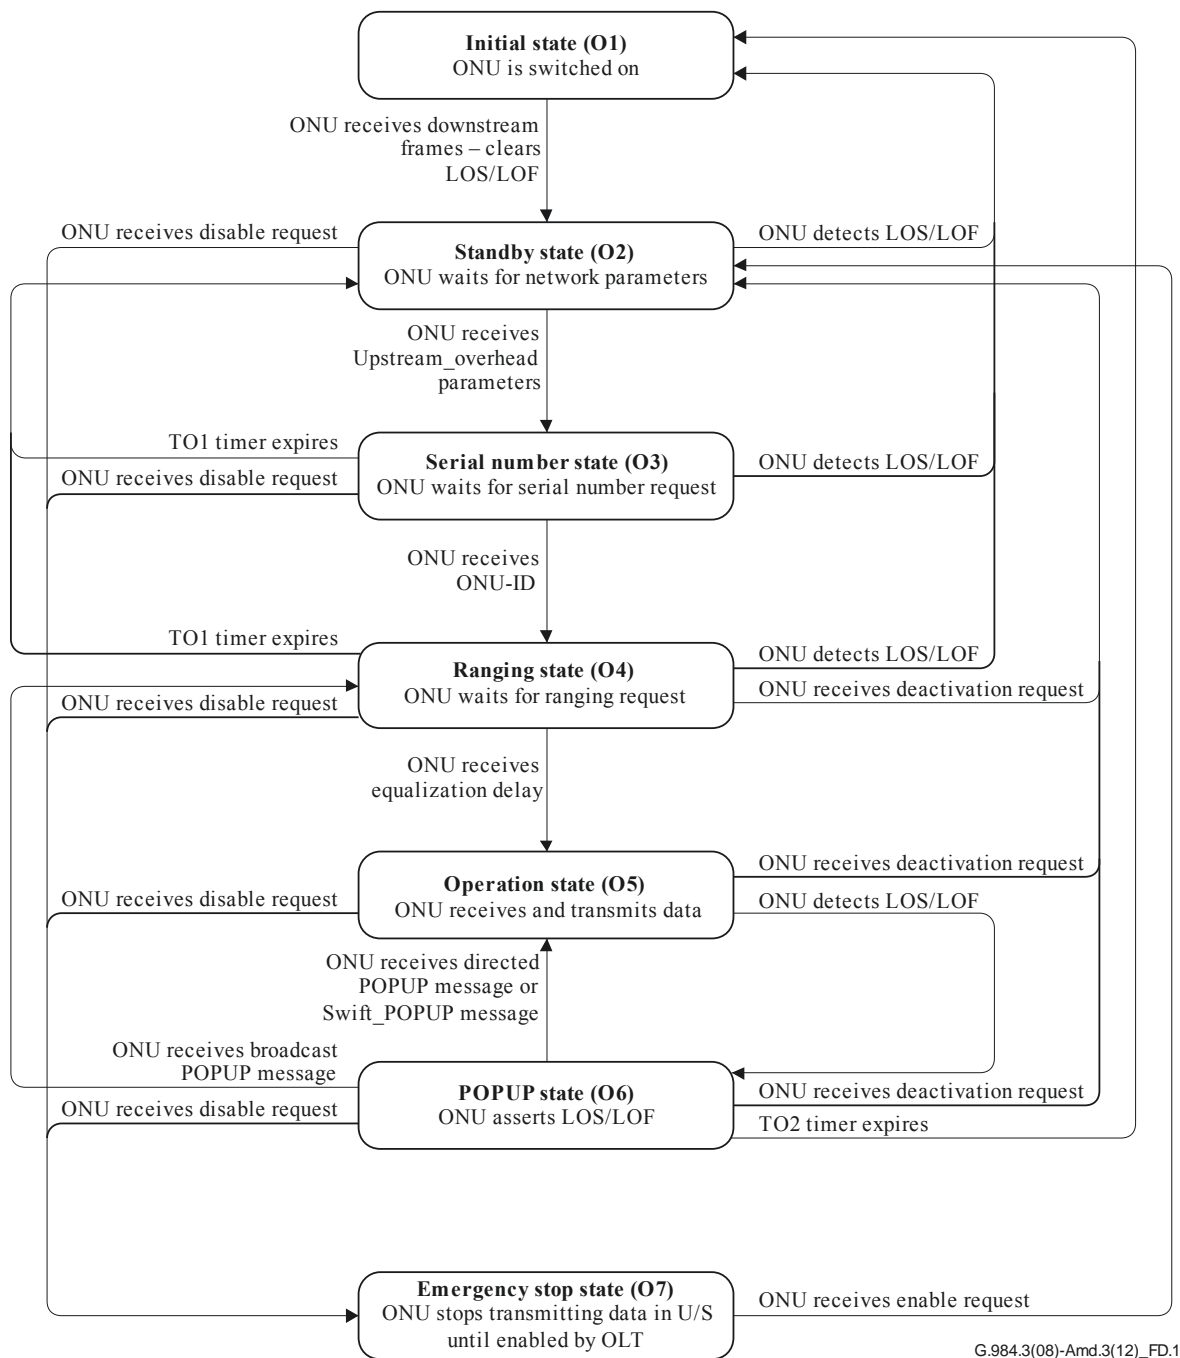 Initial state (O1)
ONU is switched on
ONU receives downstream
frames – clears
LOS/LOF
ONU receives disable request
Standby state (O2)
ONU waits for network parameters
ONU detects LOS/LOF
ONU receives
Upstream_overhead
parameters
TO1 timer expires
ONU receives disable request
Serial number state (O3)
ONU waits for serial number request
ONU detects LOS/LOF
ONU receives
ONU-ID
TO1 timer expires
ONU receives disable request
Ranging state (O4)
ONU waits for ranging request
ONU detects LOS/LOF
ONU receives deactivation request
ONU receives
equalization delay
ONU receives disable request
Operation state (O5)
ONU receives and transmits data
ONU receives deactivation request
ONU detects LOS/LOF
ONU receives directed
POPUP message or
Swift_POPUP message
ONU receives broadcast
POPUP message
ONU receives disable request
POPUP state (O6)
ONU asserts LOS/LOF
ONU receives deactivation request
TO2 timer expires
Emergency stop state (O7)
ONU stops transmitting data in U/S
until enabled by OLT
ONU receives enable request
G.984.3(08)-Amd.3(12)_FD.1